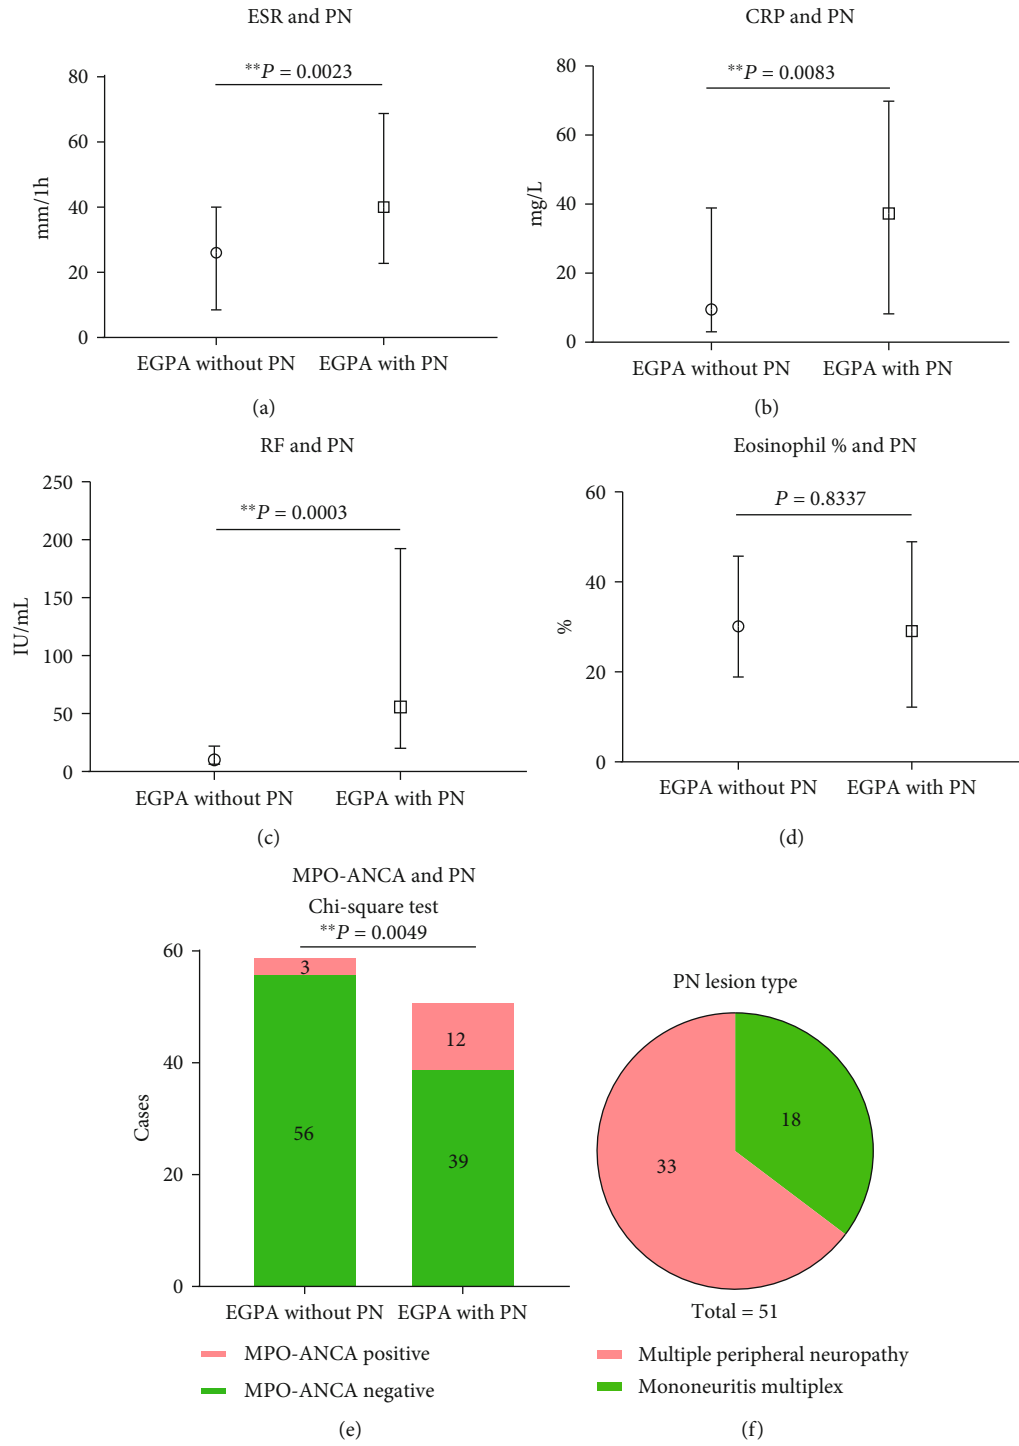 ESR and PN
**P = 0.0023
80
60
40
20
0
mm/1h
EGPA without PN EGPA with PN
(a)
CRP and PN
**P = 0.0083
80
60
40
20
0
mg/L
EGPA without PN EGPA with PN
(b)
RF and PN
**P = 0.0003
250
200
150
100
50
0
IU/mL
EGPA without PN EGPA with PN
(c)
Eosinophil % and PN
P = 0.8337
60
40
20
0
%
EGPA without PN EGPA with PN
(d)
MPO-ANCA and PN
Chi-square test
**P = 0.0049
60
40
20
0
Cases
3
56
12
39
EGPA without PN EGPA with PN
MPO-ANCA positive
MPO-ANCA negative
(e)
PN lesion type
18
33
Total = 51
Multiple peripheral neuropathy
Mononeuritis multiplex
(f)